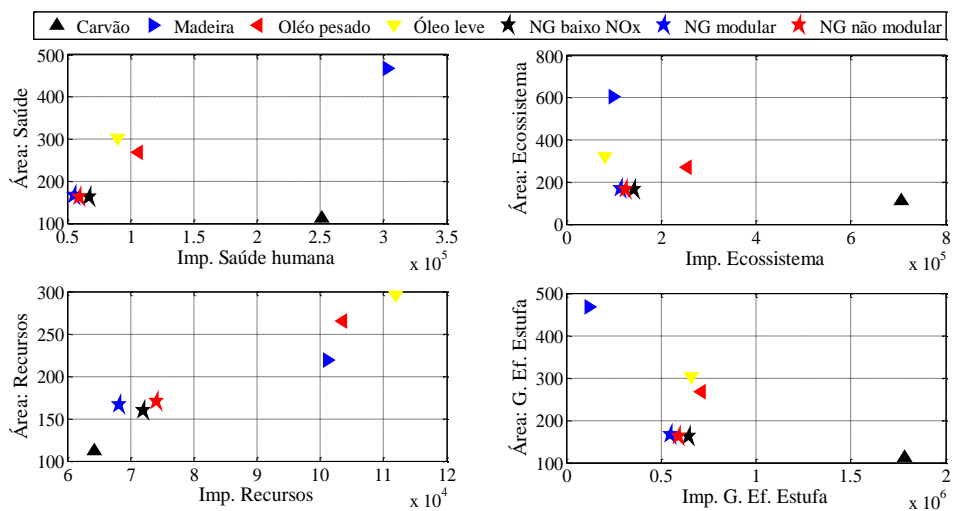 Carvão Madeira Oléo pesado Óleo leve NG baixo NOx NG modular NG não modular
500
400
300
200
100
Área: Saúde
0.5 1 1.5 2 2.5 3 3.5
Imp. Saúde humana
x 10^5
800
600
400
200
0
Área: Ecossistema
0 2 4 6 8
Imp. Ecossistema
x 10^5
300
250
200
150
100
Área: Recursos
6 7 8 9 10 11 12
Imp. Recursos
x 10^4
500
400
300
200
100
Área: G. Ef. Estufa
0 0.5 1 1.5 2
Imp. G. Ef. Estufa
x 10^6